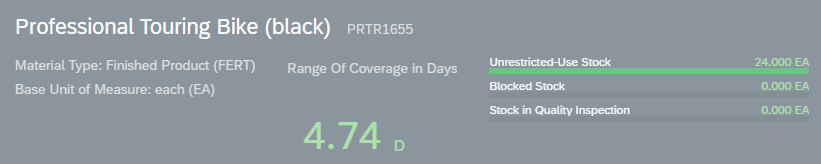 Professional Touring Bike (black) PRTR1655
Material Type: Finished Product (FERT)
Base Unit of Measure: each (EA)
Range Of Coverage in Days
4.74 D
Unrestricted-Use Stock 24.000 EA
Blocked Stock 0.000 EA
Stock in Quality Inspection 0.000 EA